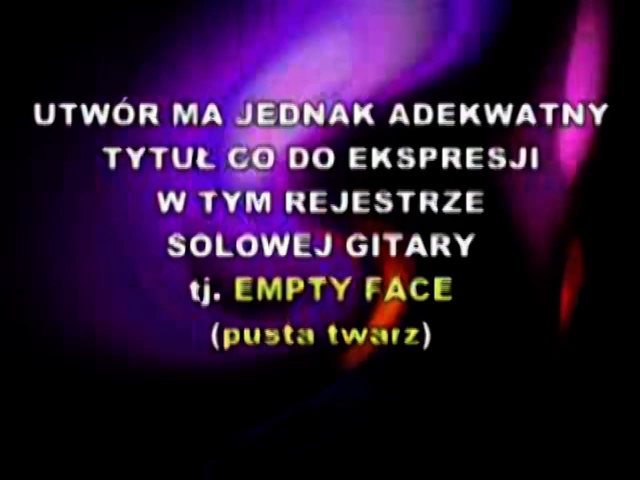 UTWÓR MA JEDNAK ADEKWATNY
TYTUŁ CO DO EKSPRESJI
W TYM REJESTRZE
SOLOWEJ GITARY
tj. EMPTY FACE
(pusta twarz)